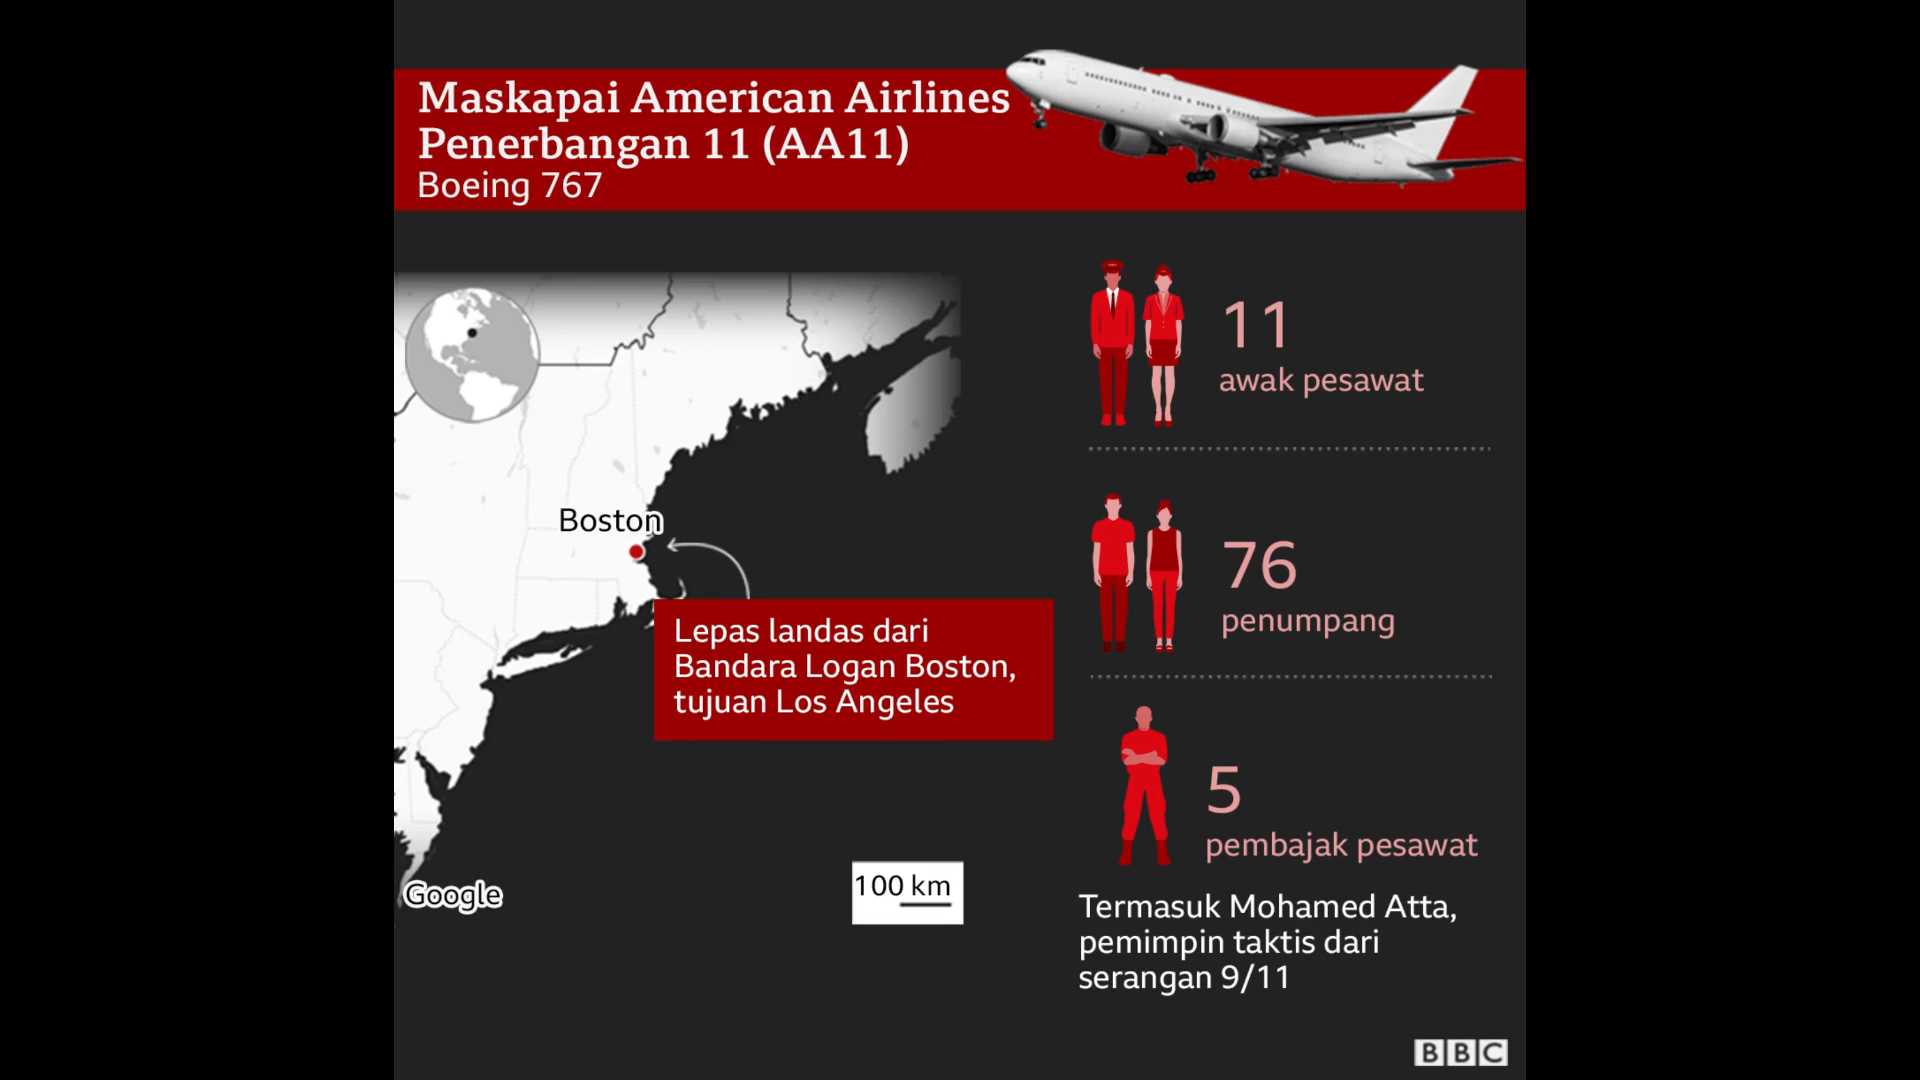 Maskapai American Airlines
Penerbangan 11 (AA11)
Boeing 767
11
awak pesawat
Boston
76
penumpang
Lepas landas dari
Bandara Logan Boston,
tujuan Los Angeles
5
pembajak pesawat
Termasuk Mohamed Atta,
pemimpin taktis dari
serangan 9/11
100 km
Google
BBC